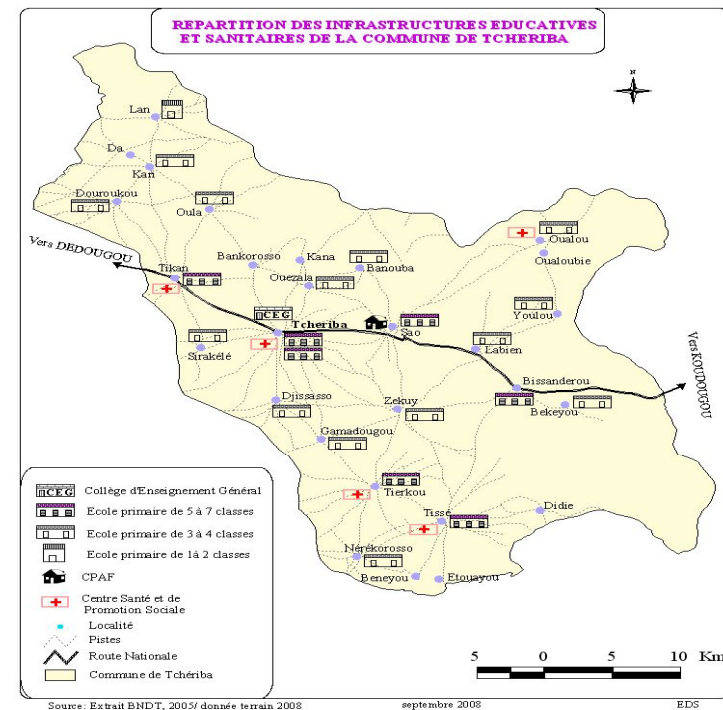 REPARTITION DES INFRASTRUCTURES EDUCATIVES
ET SANITAIRES DE LA COMMUNE DE TCHERIBA
N
Lan
Da
Kari
Douroukou
Oula
Vers DEDOUGOU
Tikan
Bankorosso
Kana
Ouezala
Banouba
Oualou
Oualoubie
Youlou
CEG
Tcheriba
Sao
Labien
Sirakélé
Vers KOUDOUGOU
Bissanderou
Bekeyou
Djissasso
Zekuy
Gamadougou
Tierkou
Tissé
Didie
Nérékorosso
Beneyou
Etouayou
CEG
Collège d'Enseignement Général
Ecole primaire de 5 à 7 classes
Ecole primaire de 3 à 4 classes
Ecole primaire de 1à 2 classes
CPAF
Centre Santé et de
Promotion Sociale
Localité
Pistes
Route Nationale
Commune de Tchériba
5 0 5 10 Km
Source: Extrait BNDT, 2005/ donnée terrain 2008
septembre 2008
EDS